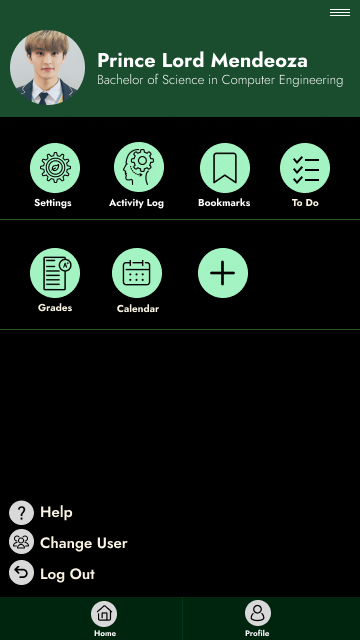 Prince Lord Mendeoza
Bachelor of Science in Computer Engineering
Settings
Activity Log
Bookmarks
To Do
A+
Grades
Calendar
Help
Change User
Log Out
Home
Profile